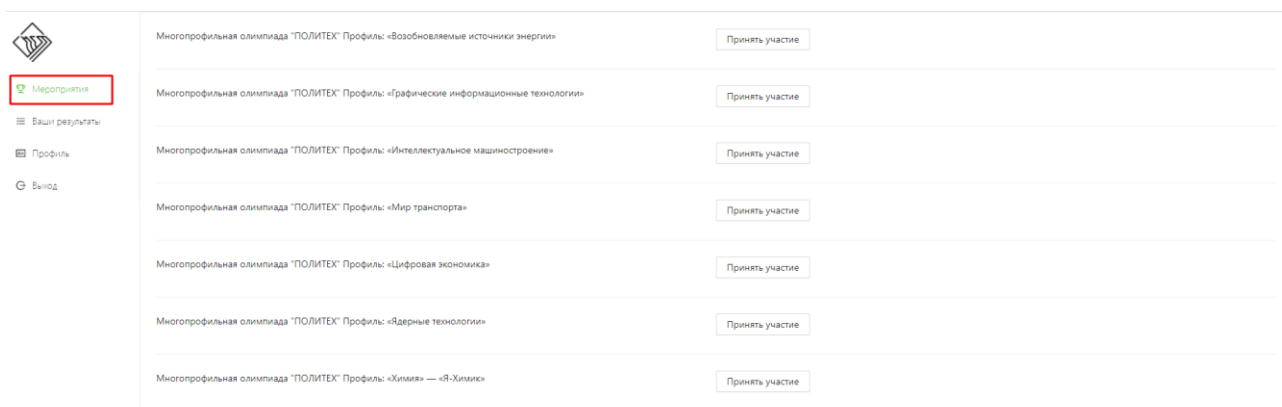 Многопрофильная олимпиада "ПОЛИТЕХ" Профиль: «Возобновляемые источники энергии»
Принять участие
Мероприятия
Многопрофильная олимпиада "ПОЛИТЕХ" Профиль: «Графические информационные технологии»
Принять участие
Ваши результаты
Многопрофильная олимпиада "ПОЛИТЕХ" Профиль: «Интеллектуальное машиностроение»
Принять участие
Профиль
Выход
Многопрофильная олимпиада "ПОЛИТЕХ" Профиль: «Мир транспорта»
Принять участие
Многопрофильная олимпиада "ПОЛИТЕХ" Профиль: «Цифровая экономика»
Принять участие
Многопрофильная олимпиада "ПОЛИТЕХ" Профиль: «Ядерные технологии»
Принять участие
Многопрофильная олимпиада "ПОЛИТЕХ" Профиль: «Химия» — «Я-Химик»
Принять участие